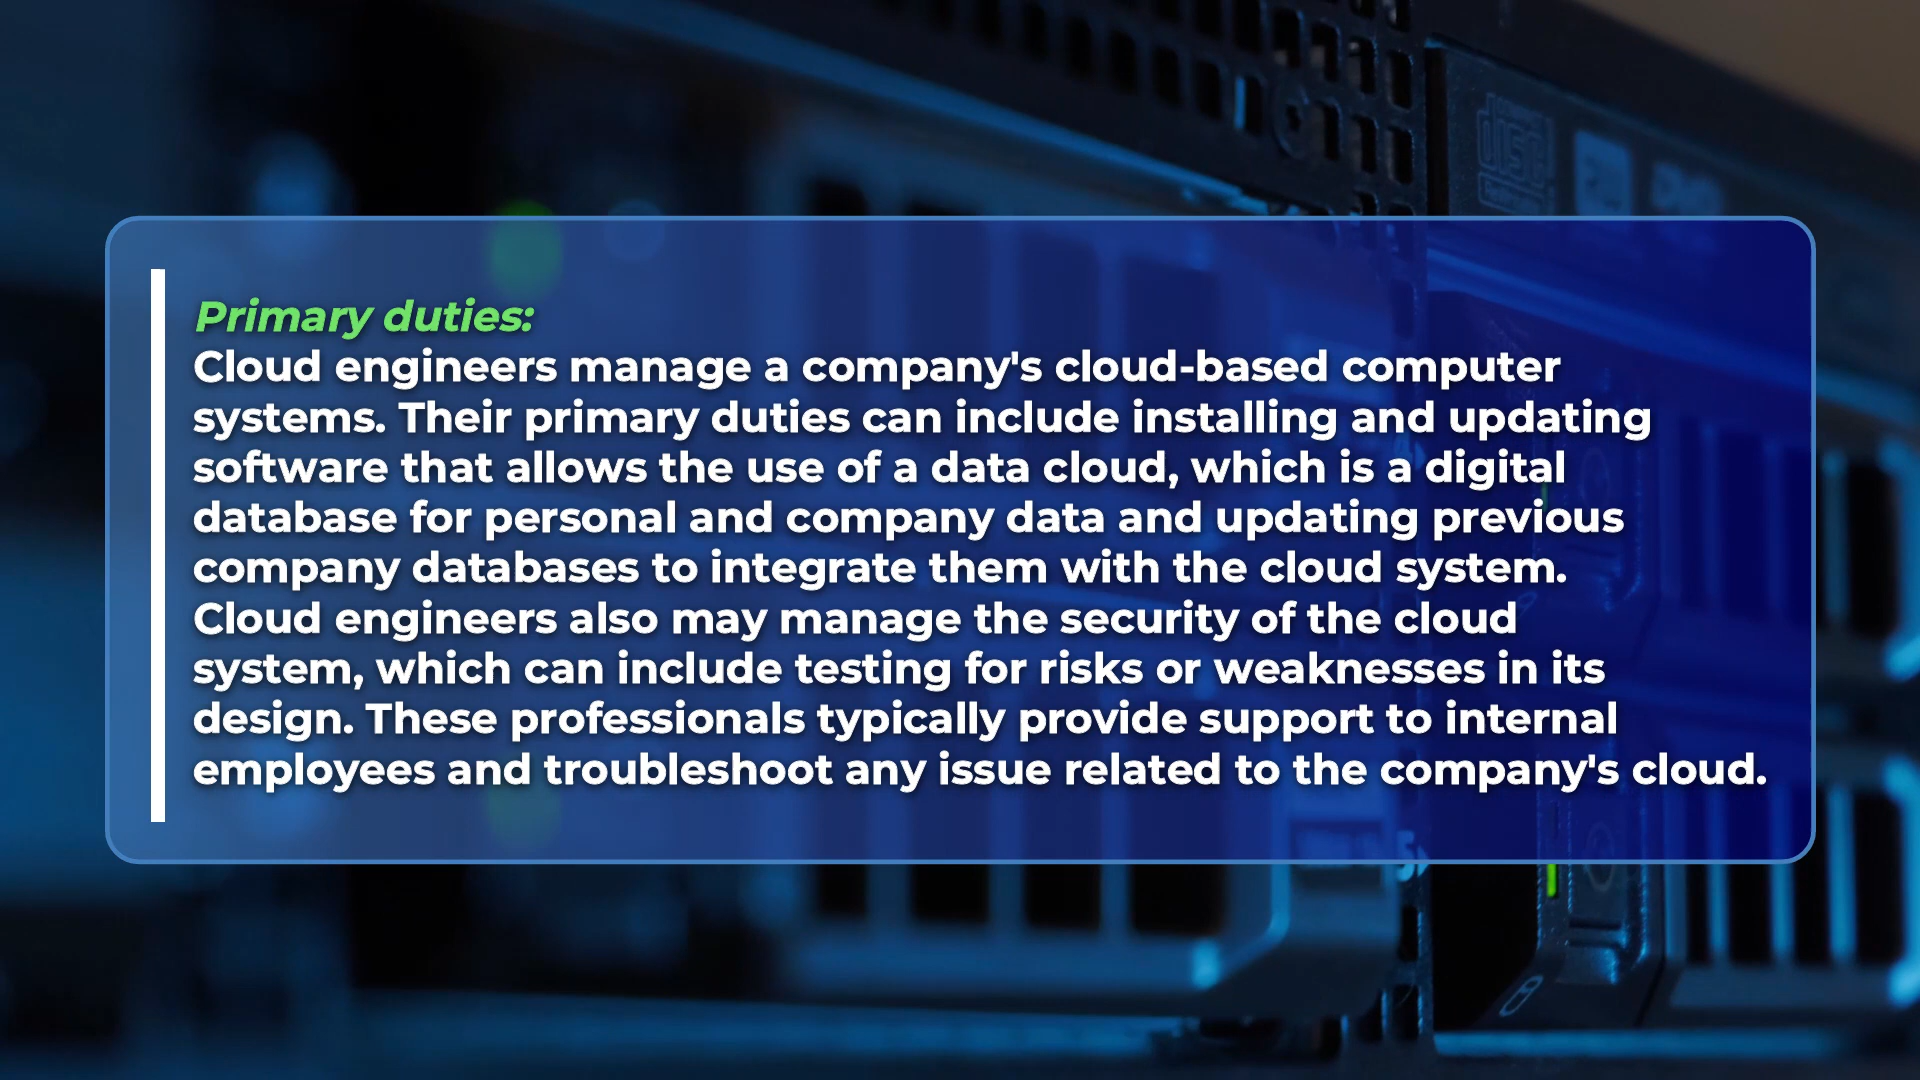 Primary duties:
Cloud engineers manage a company's cloud-based computer
systems. Their primary duties can include installing and updating
software that allows the use of a data cloud, which is a digital
database for personal and company data and updating previous
company databases to integrate them with the cloud system.
Cloud engineers also may manage the security of the cloud
system, which can include testing for risks or weaknesses in its
design. These professionals typically provide support to internal
employees and troubleshoot any issue related to the company's cloud.